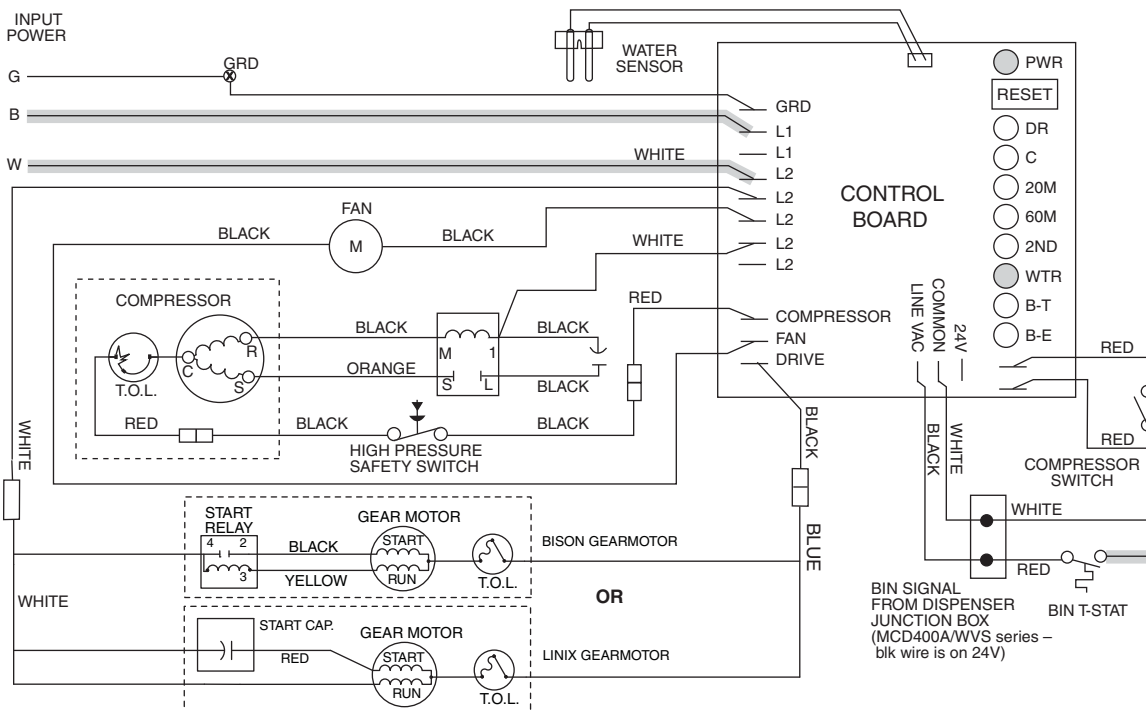 INPUT
POWER
G
GRD
B
W
WHITE
WATER
SENSOR
GRD
L1
L1
L2
L2
L2
L2
L2
CONTROL
BOARD
PWR
RESET
DR
C
20M
60M
2ND
WTR
B-T
B-E
FAN
BLACK
M
BLACK
WHITE
RED
COMPRESSOR
FAN
DRIVE
LINE VAC
COMMON
24V
RED
RED
COMPRESSOR
SWITCH
COMPRESSOR
T.O.L.
C
R
S
BLACK
ORANGE
M
1
S
L
BLACK
BLACK
RED
BLACK
BLACK
HIGH PRESSURE
SAFETY SWITCH
WHITE
BLACK
BLUE
BLACK
WHITE
WHITE
RED
BIN T-STAT
BIN SIGNAL
FROM DISPENSER
JUNCTION BOX
(MCD400A/WVS series –
blk wire is on 24V)
START
RELAY
4
2
3
BLACK
YELLOW
GEAR MOTOR
START
RUN
T.O.L.
BISON GEARMOTOR
OR
WHITE
START CAP.
RED
GEAR MOTOR
START
RUN
T.O.L.
LINIX GEARMOTOR